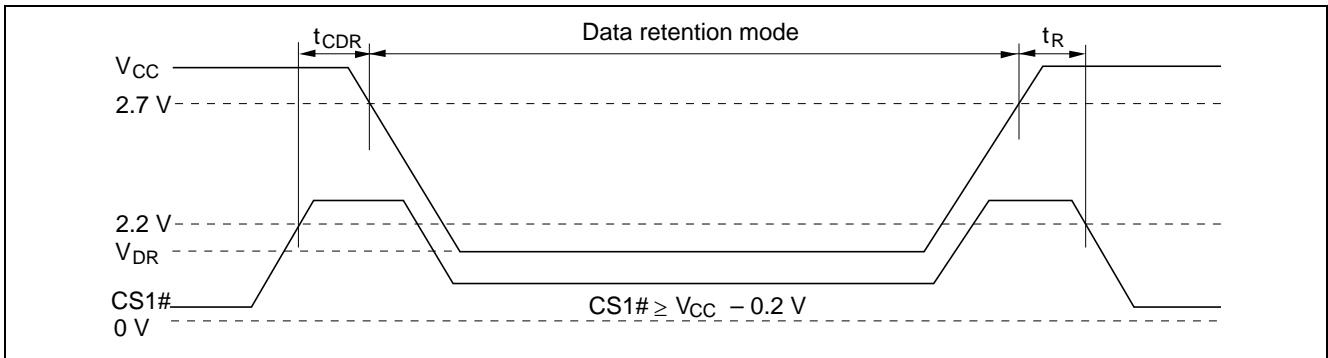 tCDR
Data retention mode
tR
VCC
2.7 V
2.2 V
VDR
CS1#
CS1# ≥ VCC – 0.2 V
0 V